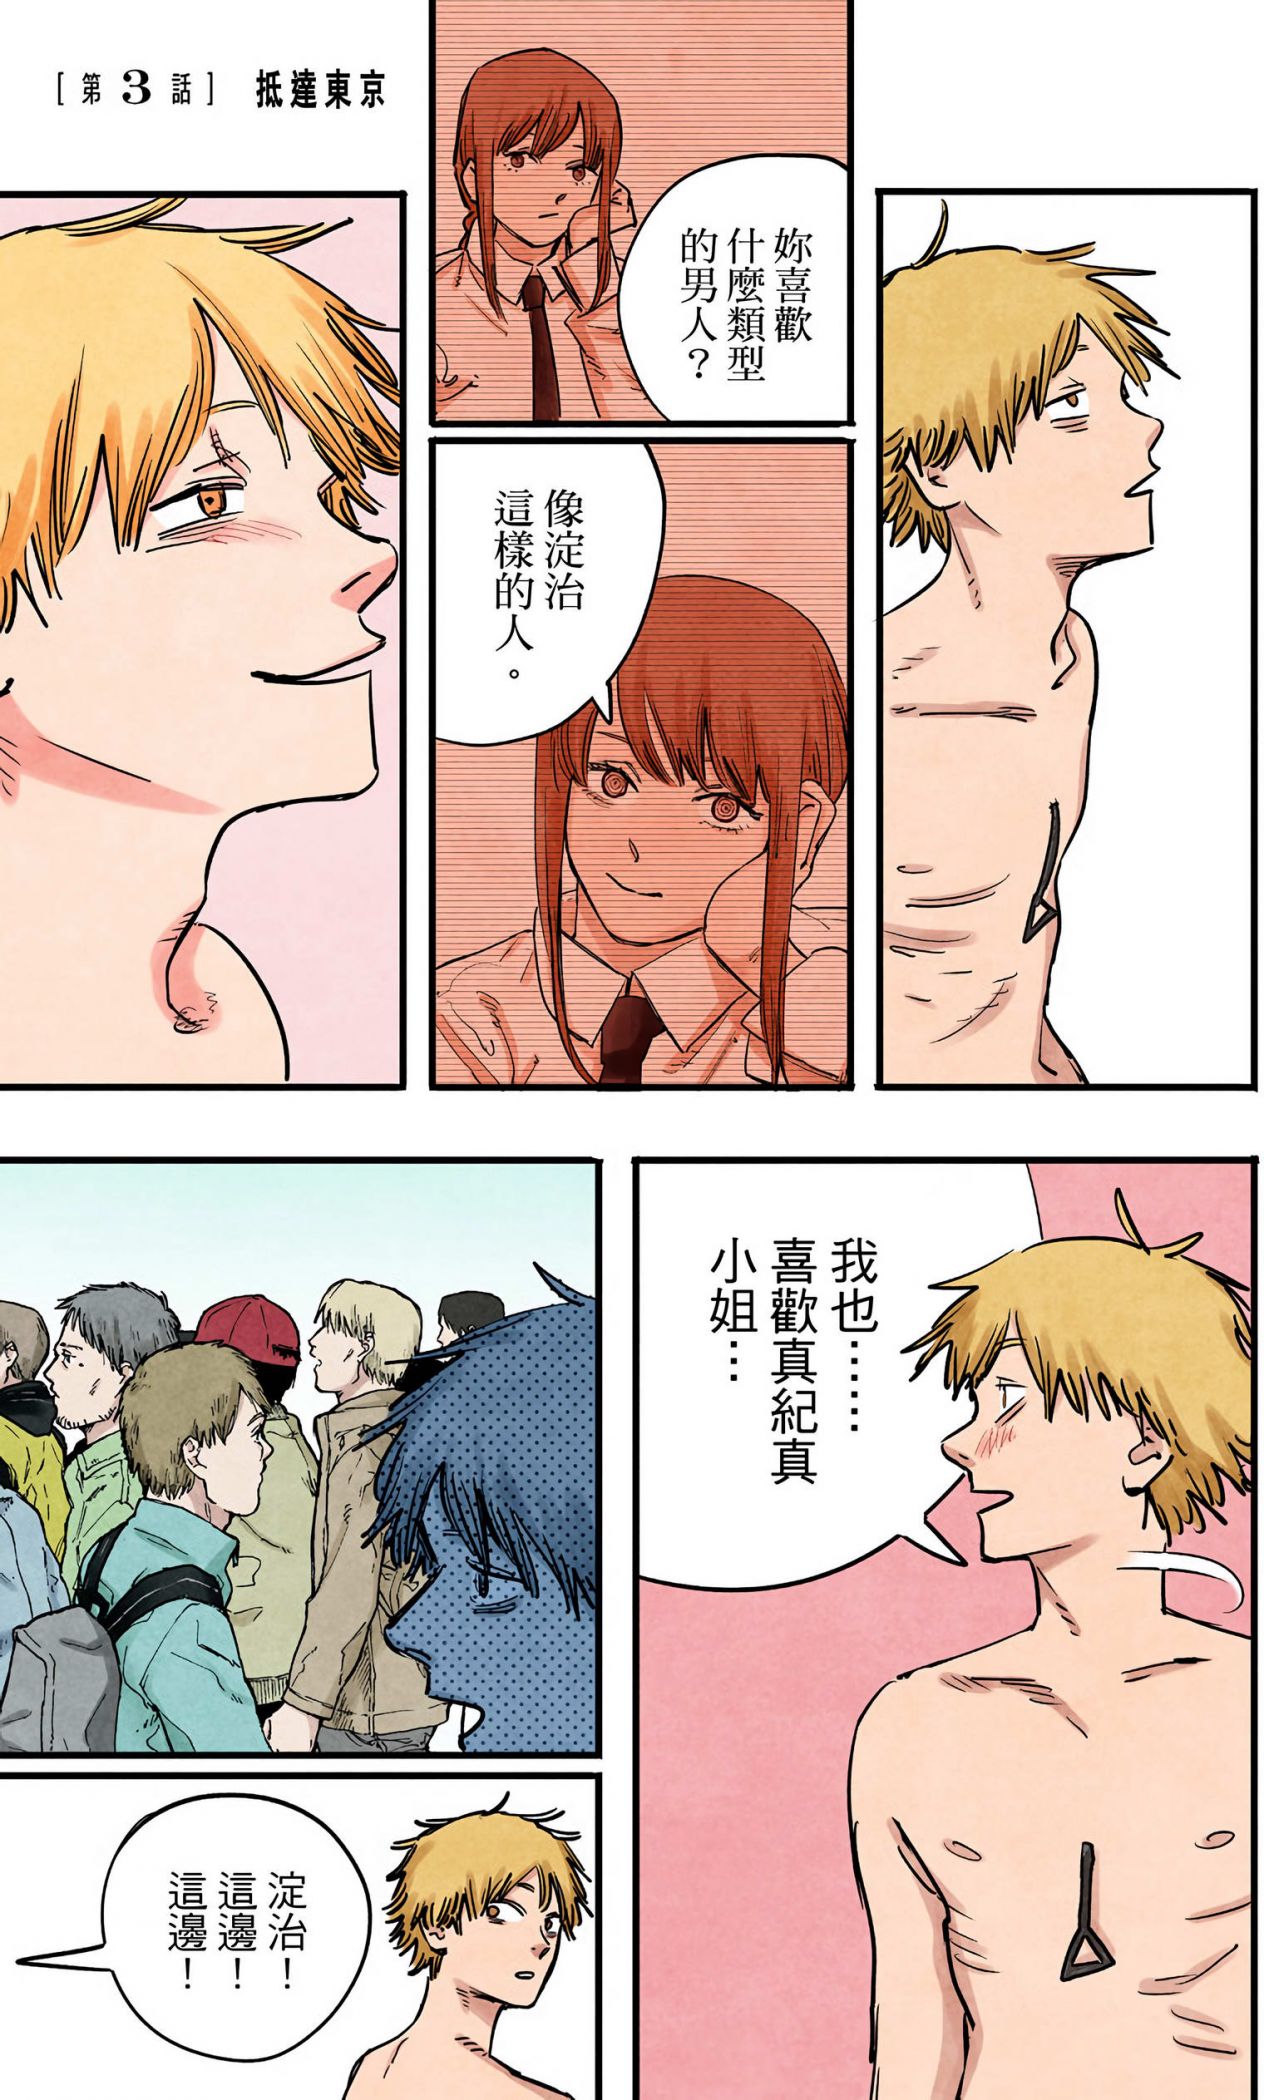 [第3話] 抵達東京
妳喜歡
什麼類型
的男人？
像淀治
這樣的人。
我也……
喜歡真紀真
小姐…
淀治！
這邊！
這邊！